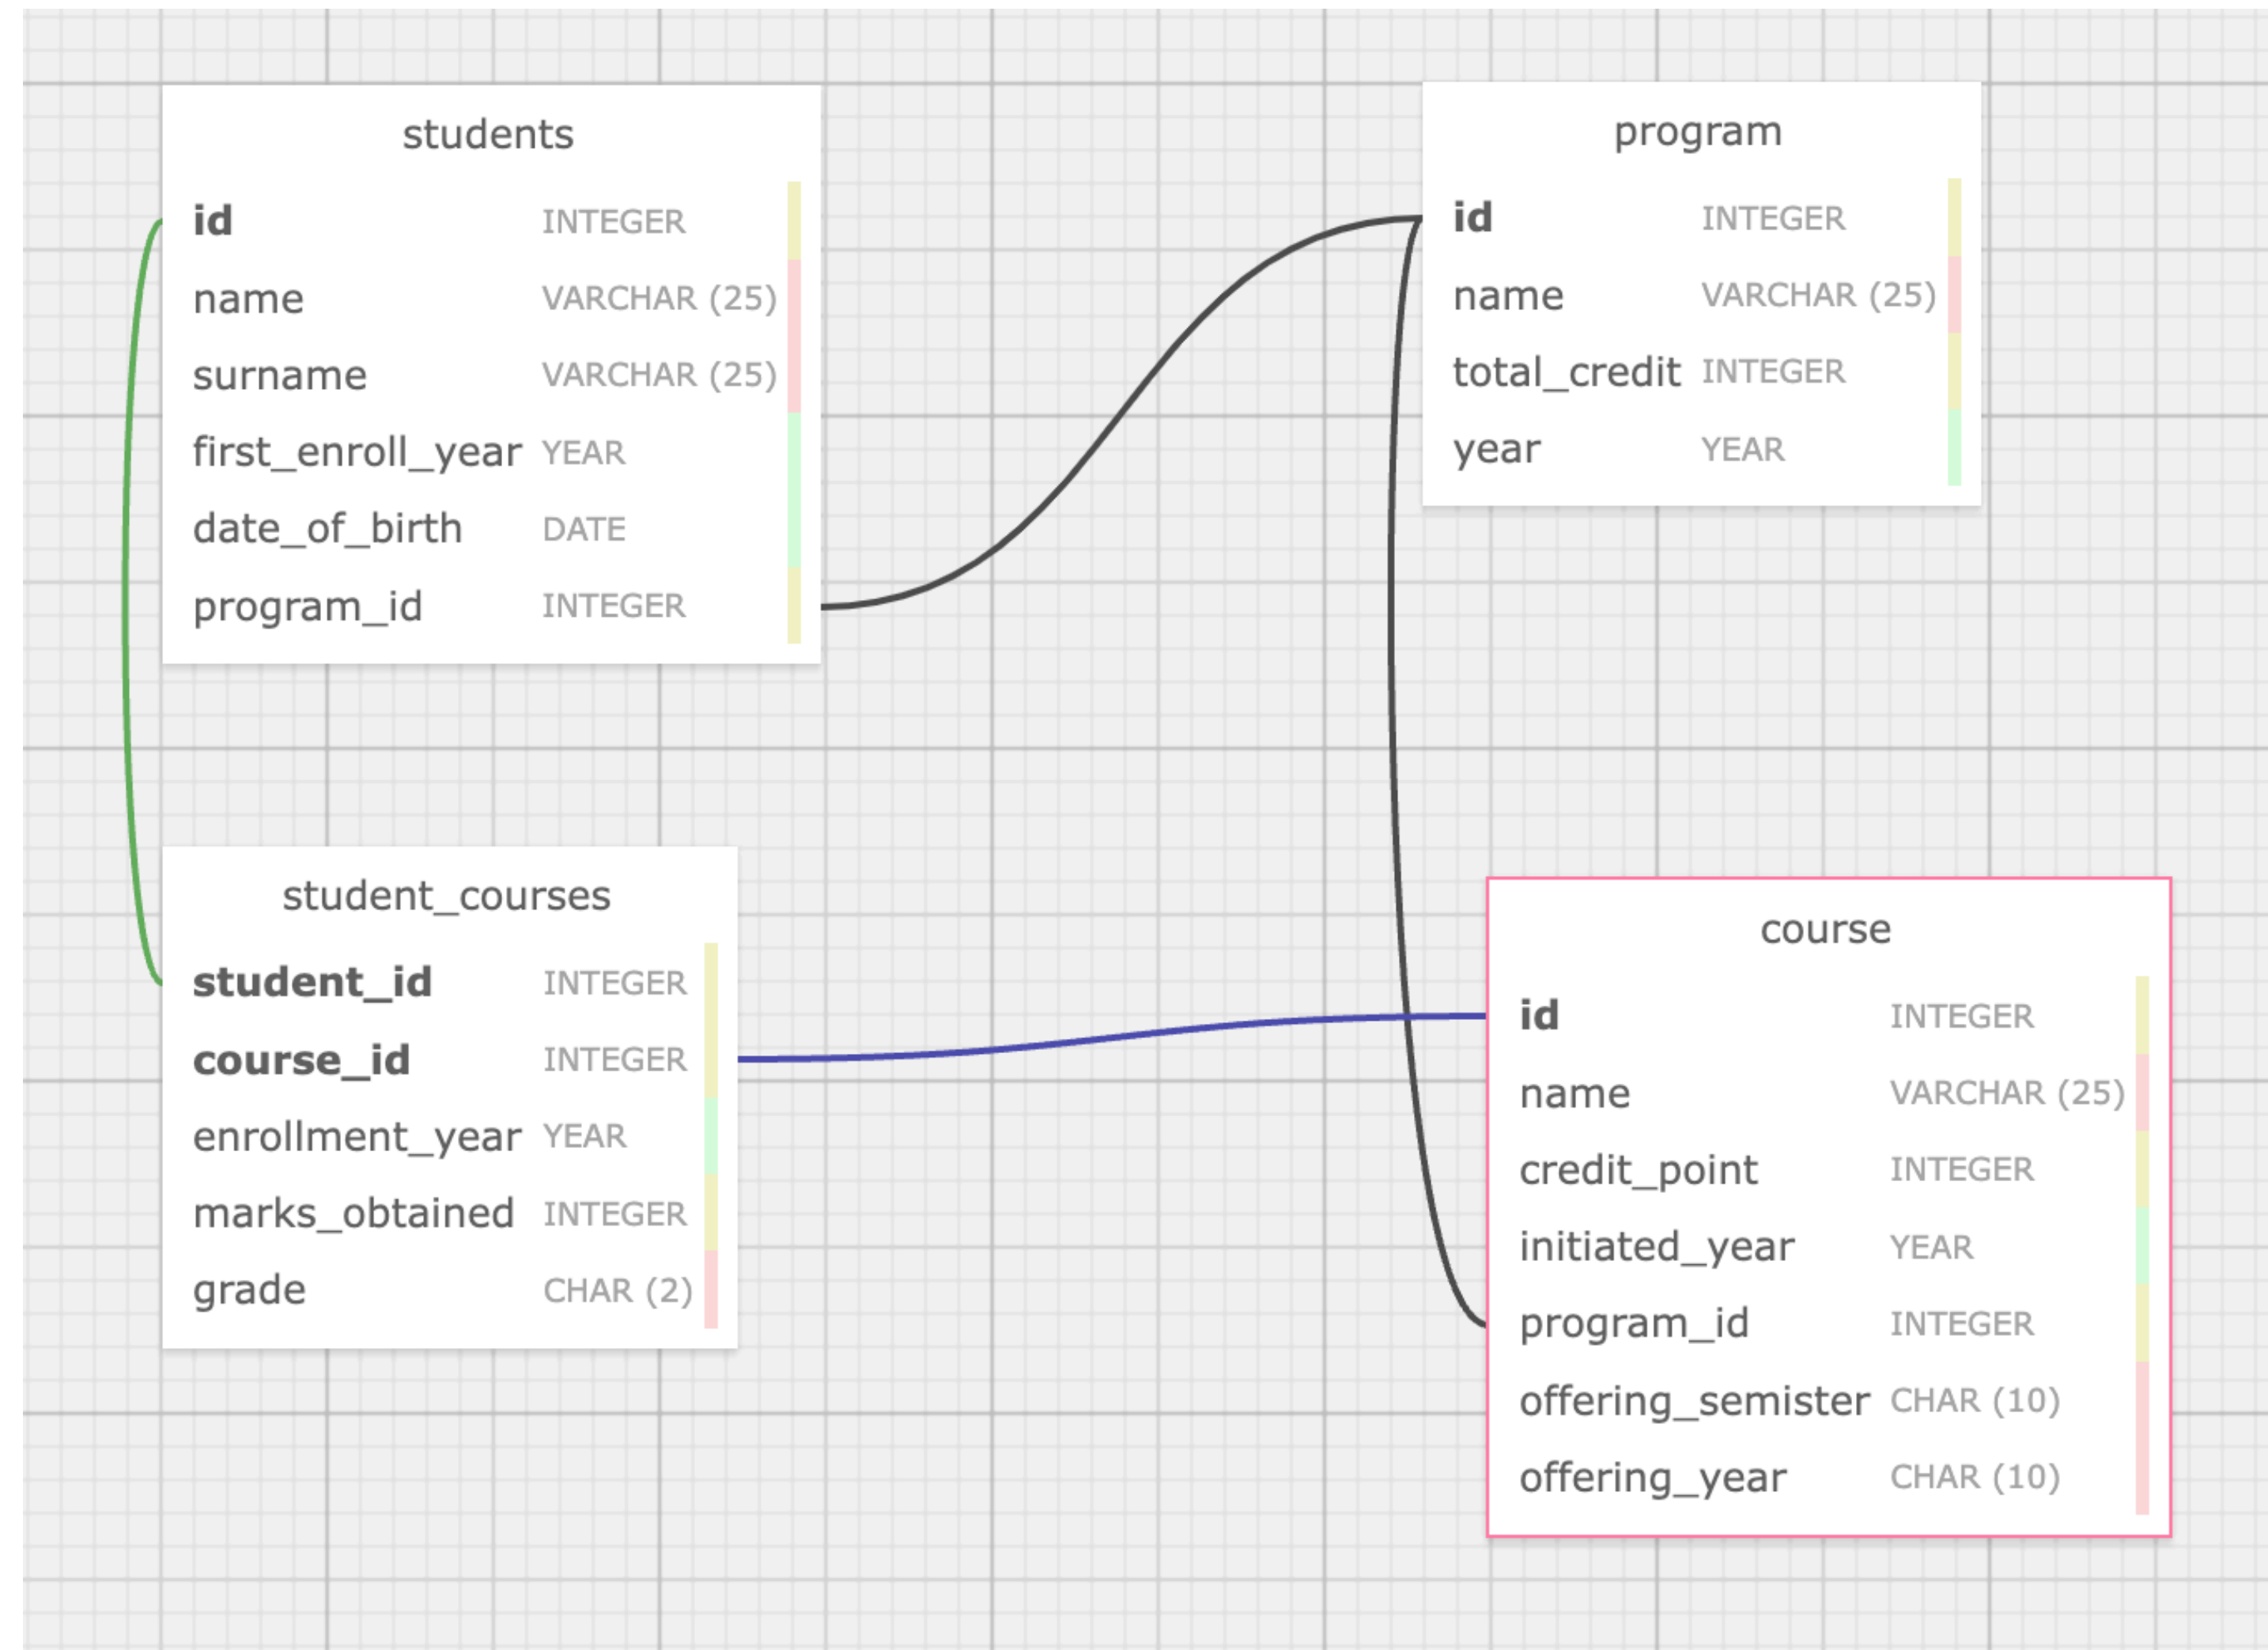 students
id INTEGER
name VARCHAR (25)
surname VARCHAR (25)
first_enroll_year YEAR
date_of_birth DATE
program_id INTEGER
program
id INTEGER
name VARCHAR (25)
total_credit INTEGER
year YEAR
student_courses
student_id INTEGER
course_id INTEGER
enrollment_year YEAR
marks_obtained INTEGER
grade CHAR (2)
course
id INTEGER
name VARCHAR (25)
credit_point INTEGER
initiated_year YEAR
program_id INTEGER
offering_semister CHAR (10)
offering_year CHAR (10)